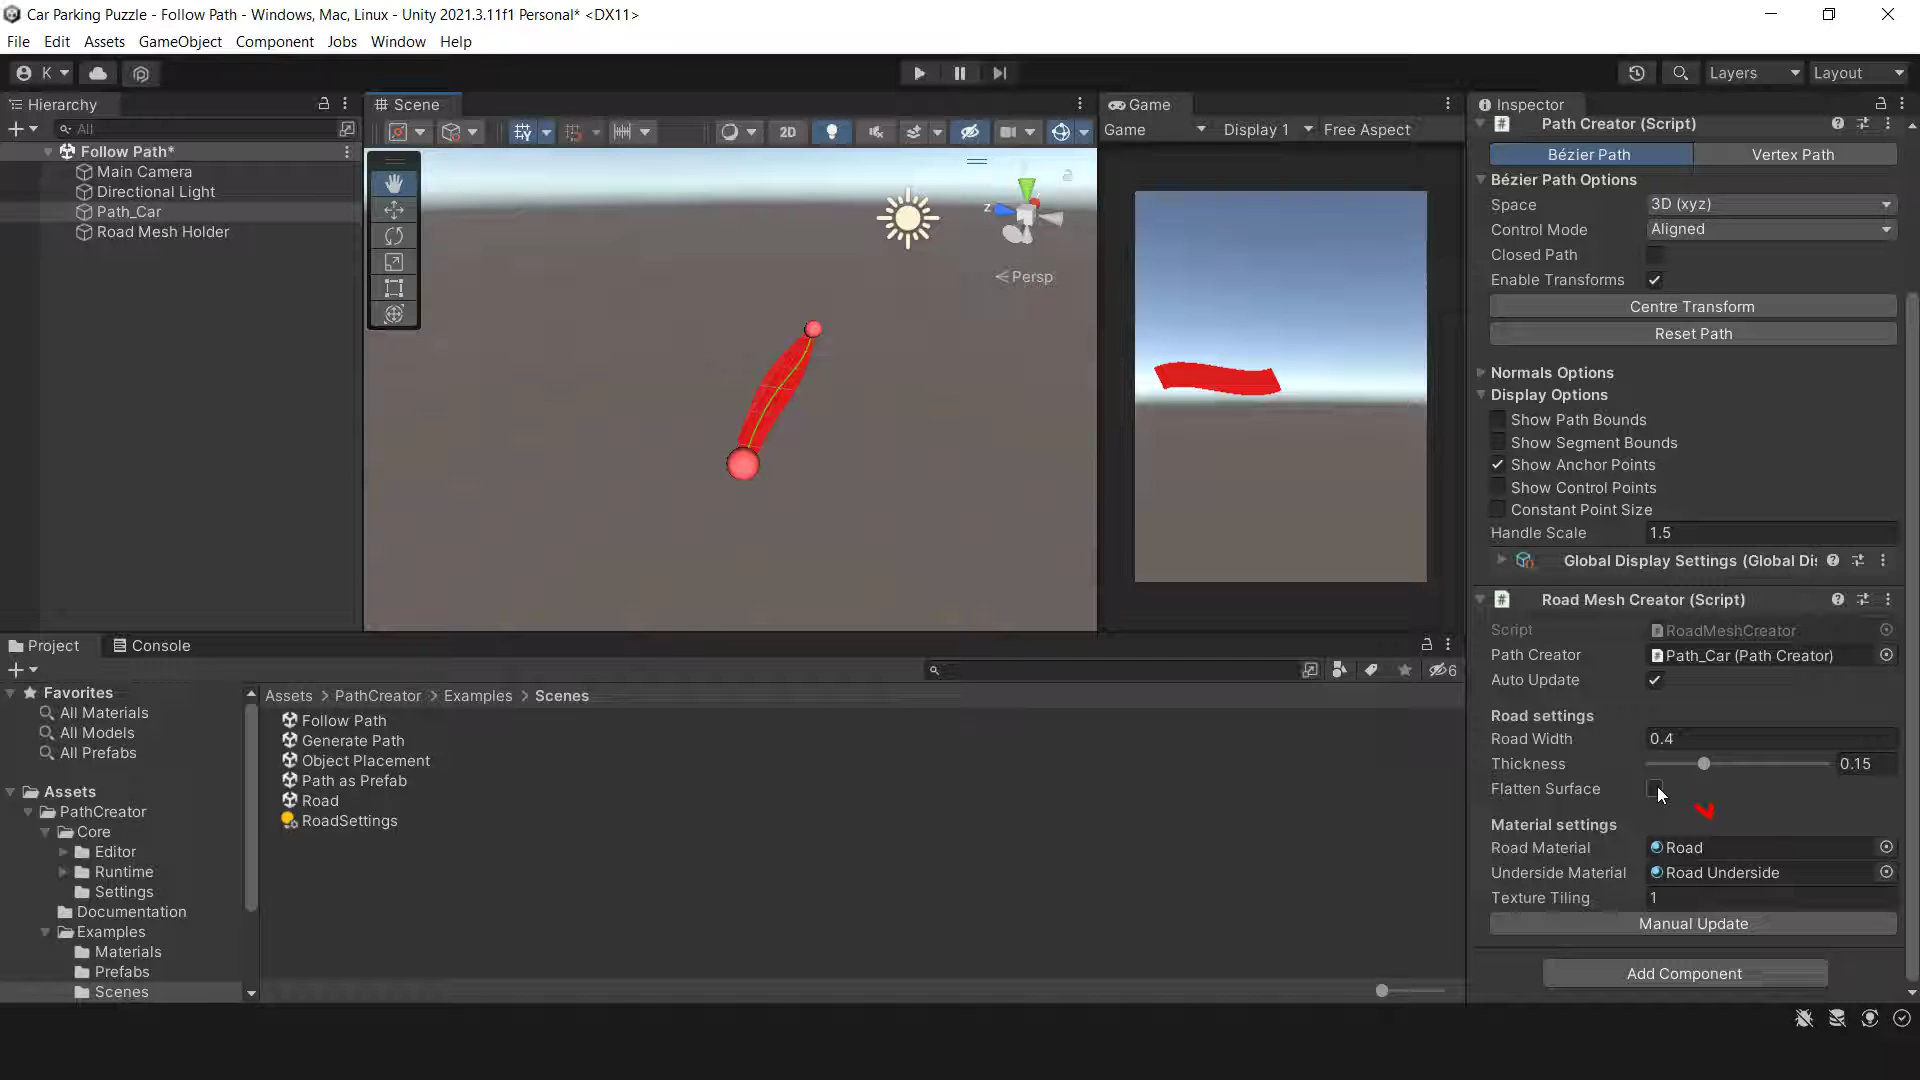 Car Parking Puzzle - Follow Path - Windows, Mac, Linux - Unity 2021.3.11f1 Personal* <DX11>
File Edit Assets GameObject Component Jobs Window Help
K Layers Layout
Hierarchy
All
Follow Path*
Main Camera
Directional Light
Path_Car
Road Mesh Holder
Scene
2D
Z
Persp
Game
Game Display 1 Free Aspect
Inspector
Path Creator (Script)
Bézier Path Vertex Path
Bézier Path Options
Space 3D (xyz)
Control Mode Aligned
Closed Path
Enable Transforms
Centre Transform
Reset Path
Normals Options
Display Options
Show Path Bounds
Show Segment Bounds
Show Anchor Points
Show Control Points
Constant Point Size
Handle Scale 1.5
Global Display Settings (Global Di
Road Mesh Creator (Script)
Script RoadMeshCreator
Path Creator Path_Car (Path Creator)
Auto Update
Road settings
Road Width 0.4
Thickness 0.15
Flatten Surface
Material settings
Road Material Road
Underside Material Road Underside
Texture Tiling 1
Manual Update
Add Component
Project Console
6
Favorites
All Materials
All Models
All Prefabs
Assets
PathCreator
Core
Editor
Runtime
Settings
Documentation
Examples
Materials
Prefabs
Scenes
Assets > PathCreator > Examples > Scenes
Follow Path
Generate Path
Object Placement
Path as Prefab
Road
RoadSettings